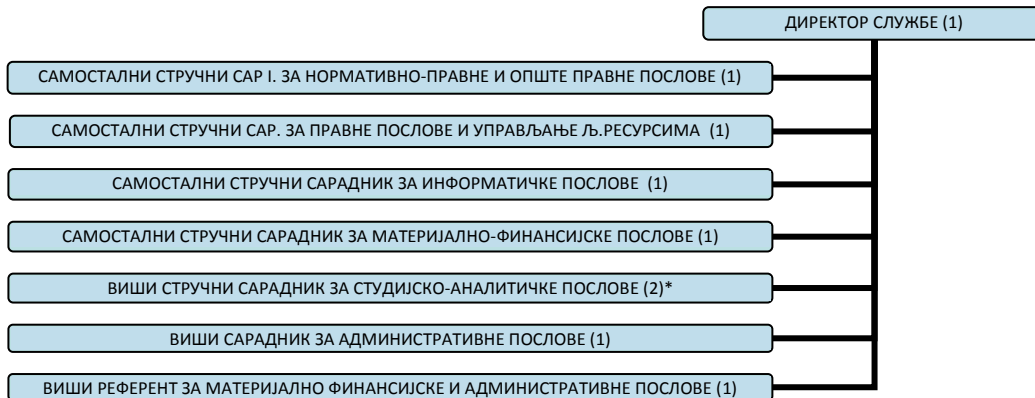 ДИРЕКТОР СЛУЖБЕ (1)
САМОСТАЛНИ СТРУЧНИ САР I. ЗА НОРМАТИВНО-ПРАВНЕ И ОПШТЕ ПРАВНЕ ПОСЛОВЕ (1)
САМОСТАЛНИ СТРУЧНИ САР. ЗА ПРАВНЕ ПОСЛОВЕ И УПРАВЉАЊЕ Љ.РЕСУРСИМА (1)
САМОСТАЛНИ СТРУЧНИ САРАДНИК ЗА ИНФОРМАТИЧКЕ ПОСЛОВЕ (1)
САМОСТАЛНИ СТРУЧНИ САРАДНИК ЗА МАТЕРИЈАЛНО-ФИНАНСИЈСКЕ ПОСЛОВЕ (1)
ВИШИ СТРУЧНИ САРАДНИК ЗА СТУДИЈСКО-АНАЛИТИЧКЕ ПОСЛОВЕ (2)*
ВИШИ САРАДНИК ЗА АДМИНИСТРАТИВНЕ ПОСЛОВЕ (1)
ВИШИ РЕФЕРЕНТ ЗА МАТЕРИЈАЛНО ФИНАНСИЈСКЕ И АДМИНИСТРАТИВНЕ ПОСЛОВЕ (1)